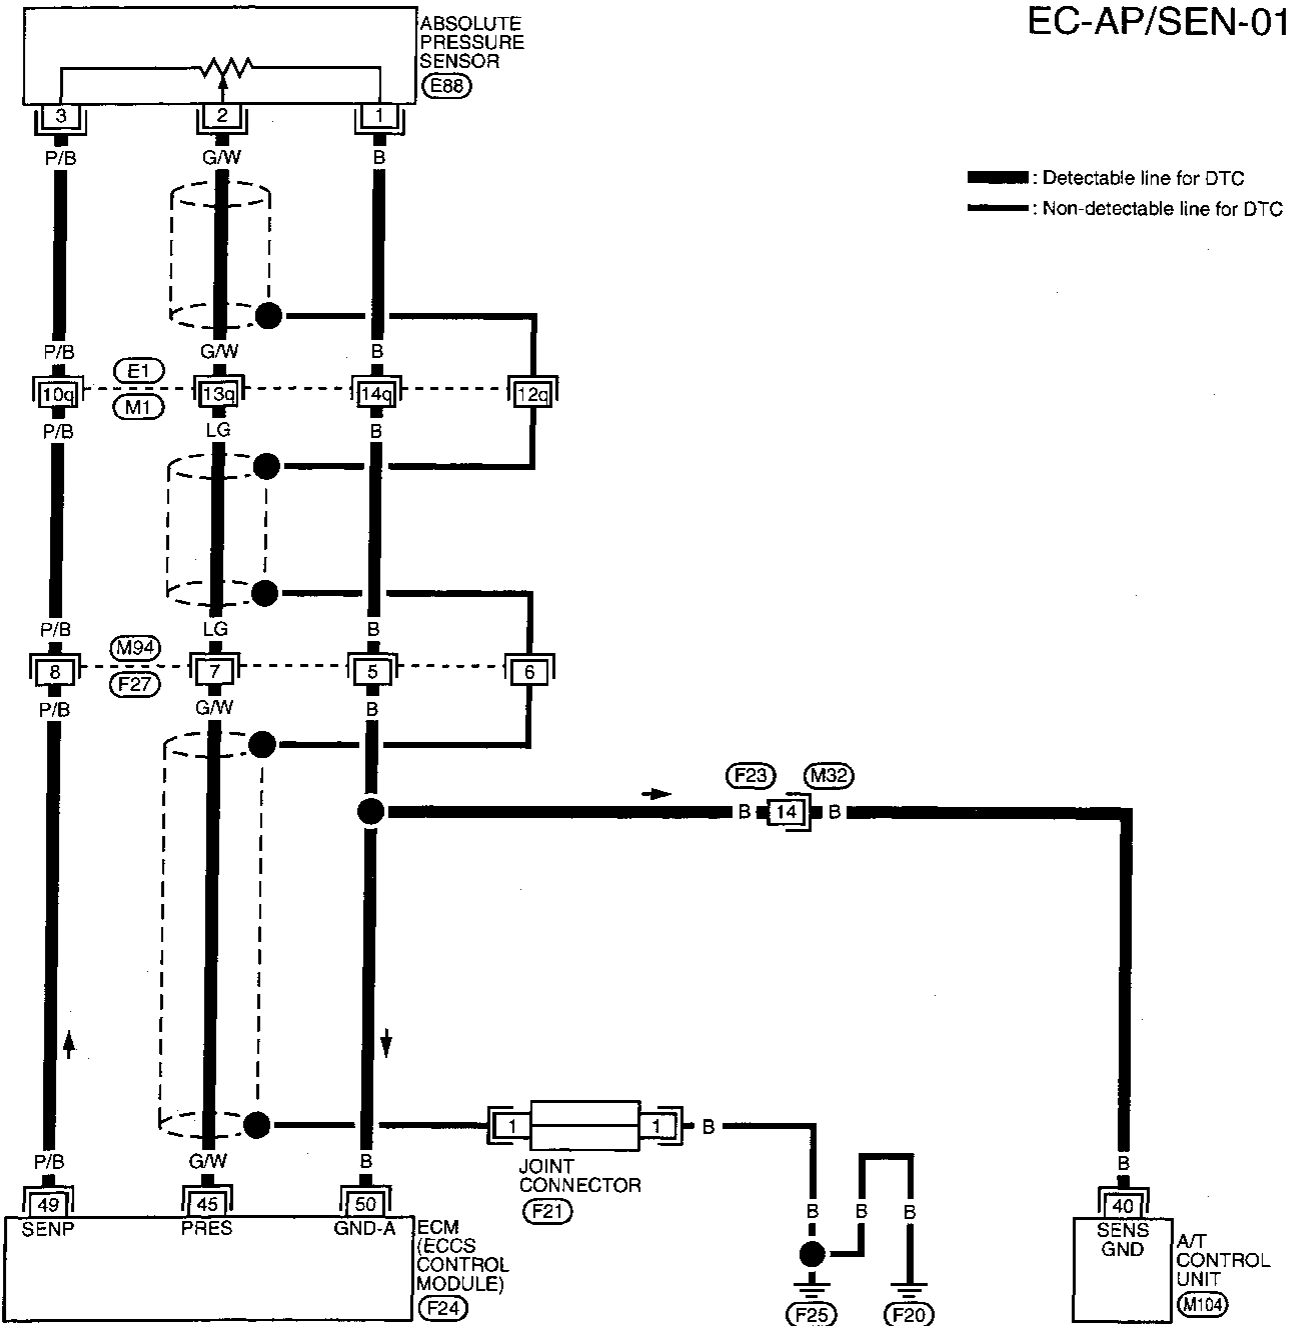 EC-AP/SEN-01
ABSOLUTE
PRESSURE
SENSOR
E88
3 2 1
P/B G/W B
: Detectable line for DTC
: Non-detectable line for DTC
P/B G/W B
E1
10q 13q 14q 12q
M1
P/B LG B
P/B LG B
M94
8 7 5 6
F27
P/B G/W B
F23 M32
B 14 B
1 1 B
P/B G/W B
JOINT
CONNECTOR
F21
B
49 45 50
SENP PRES GND-A
ECM
(ECCS
CONTROL
MODULE)
F24
B B B
F25 F20
40
SENS
GND
A/T
CONTROL
UNIT
M104